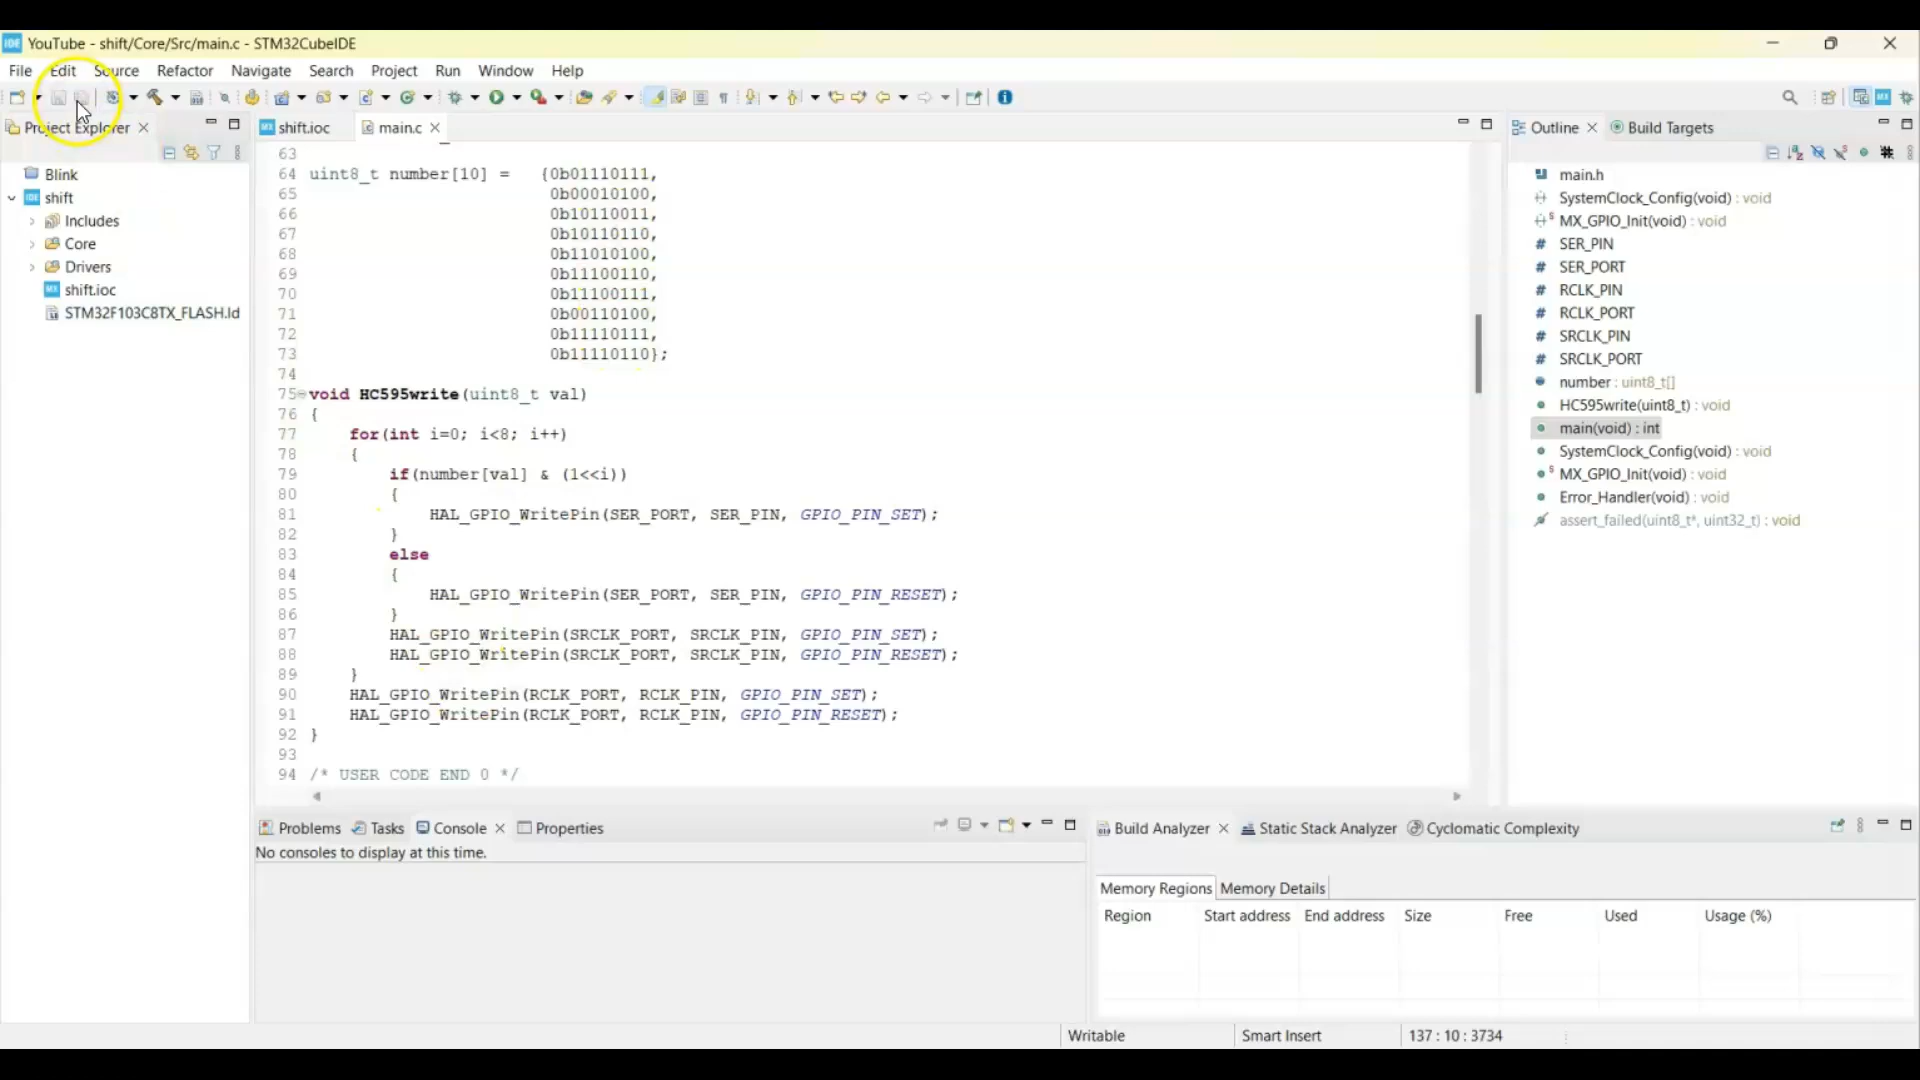 IDE YouTube - shift/Core/Src/main.c - STM32CubeIDE
File Edit Source Refactor Navigate Search Project Run Window Help
Project Explorer
shift.ioc
main.c
Outline
Build Targets
Blink
shift
Includes
Core
Drivers
shift.ioc
STM32F103C8TX_FLASH.ld
63
64 uint8_t number[10] = {0b01110111,
65 0b00010100,
66 0b10110011,
67 0b10110110,
68 0b11010100,
69 0b11100110,
70 0b11100111,
71 0b00110100,
72 0b11110111,
73 0b11110110};
74
75 void HC595write(uint8_t val)
76 {
77 for(int i=0; i<8; i++)
78 {
79 if(number[val] & (1<<i))
80 {
81 HAL_GPIO_WritePin(SER_PORT, SER_PIN, GPIO_PIN_SET);
82 }
83 else
84 {
85 HAL_GPIO_WritePin(SER_PORT, SER_PIN, GPIO_PIN_RESET);
86 }
87 HAL_GPIO_WritePin(SRCLK_PORT, SRCLK_PIN, GPIO_PIN_SET);
88 HAL_GPIO_WritePin(SRCLK_PORT, SRCLK_PIN, GPIO_PIN_RESET);
89 }
90 HAL_GPIO_WritePin(RCLK_PORT, RCLK_PIN, GPIO_PIN_SET);
91 HAL_GPIO_WritePin(RCLK_PORT, RCLK_PIN, GPIO_PIN_RESET);
92 }
93
94 /* USER CODE END 0 */
main.h
SystemClock_Config(void) : void
MX_GPIO_Init(void) : void
# SER_PIN
# SER_PORT
# RCLK_PIN
# RCLK_PORT
# SRCLK_PIN
# SRCLK_PORT
number : uint8_t[]
HC595write(uint8_t) : void
main(void) : int
SystemClock_Config(void) : void
MX_GPIO_Init(void) : void
Error_Handler(void) : void
assert_failed(uint8_t*, uint32_t) : void
Problems Tasks Console Properties
No consoles to display at this time.
Build Analyzer Static Stack Analyzer Cyclomatic Complexity
Memory Regions Memory Details
Region Start address End address Size Free Used Usage (%)
Writable Smart Insert 137 : 10 : 3734